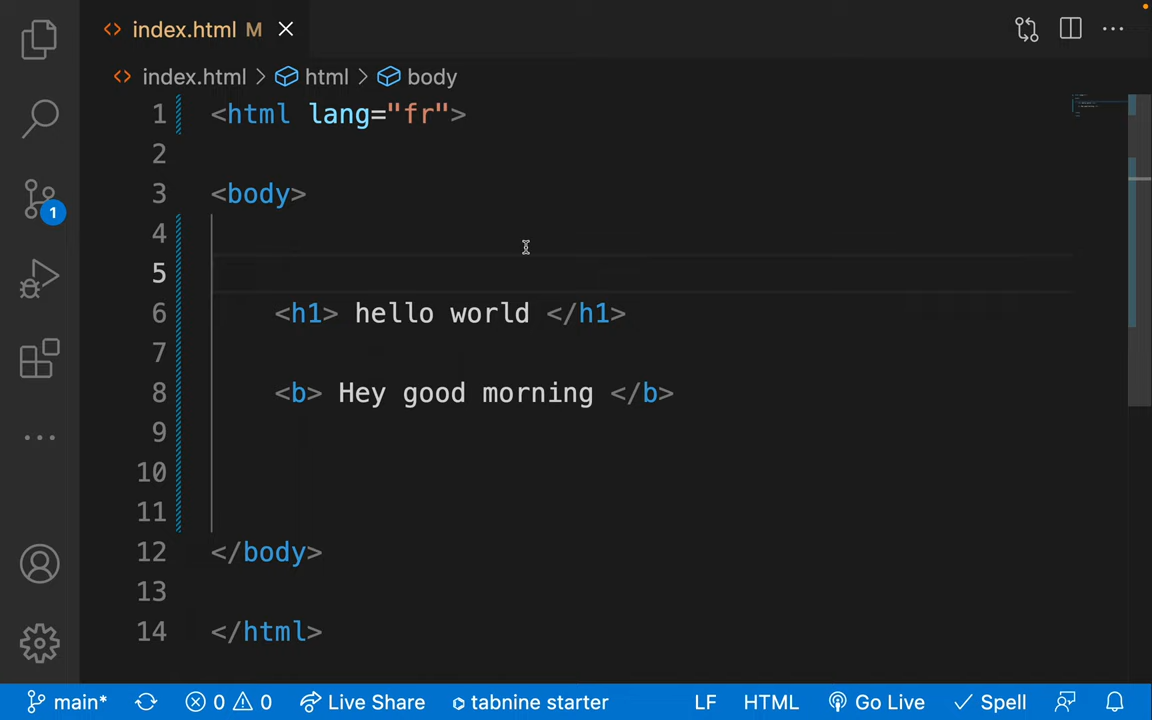 index.html M
index.html > html > body
1 <html lang="fr">
2
3 <body>
4
5
6 <h1> hello world </h1>
7
8 <b> Hey good morning </b>
9
10
11
12 </body>
13
14 </html>
1
main* 0 0 Live Share tabnine starter LF HTML Go Live Spell